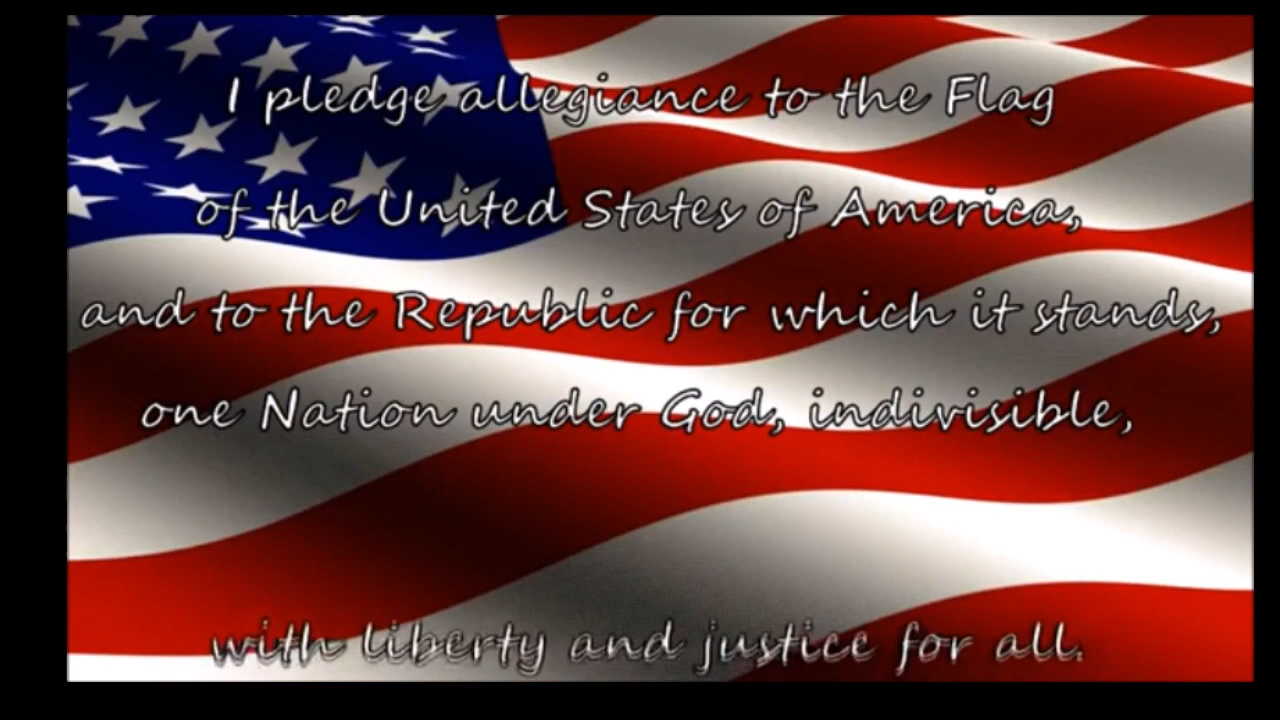 I pledge allegiance to the Flag
of the United States of America,
and to the Republic for which it stands,
one Nation under God, indivisible,
with liberty and justice for all.